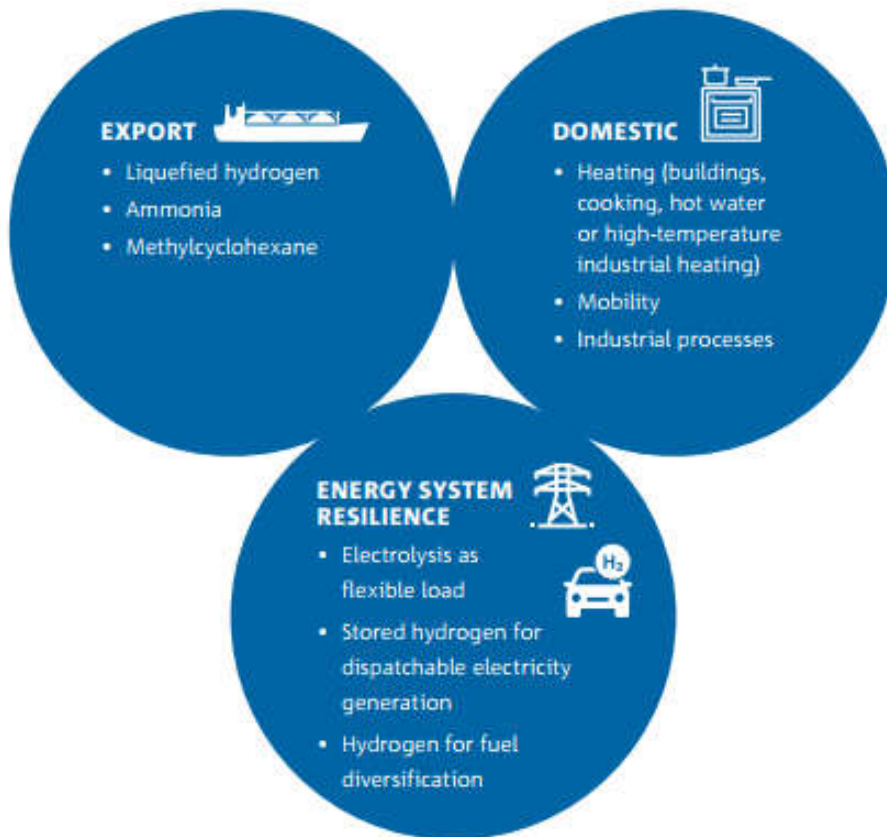 EXPORT
• Liquefied hydrogen
• Ammonia
• Methylcyclohexane
DOMESTIC
• Heating (buildings,
cooking, hot water
or high-temperature
industrial heating)
• Mobility
• Industrial processes
ENERGY SYSTEM
RESILIENCE
H₂
• Electrolysis as
flexible load
• Stored hydrogen for
dispatchable electricity
generation
• Hydrogen for fuel
diversification